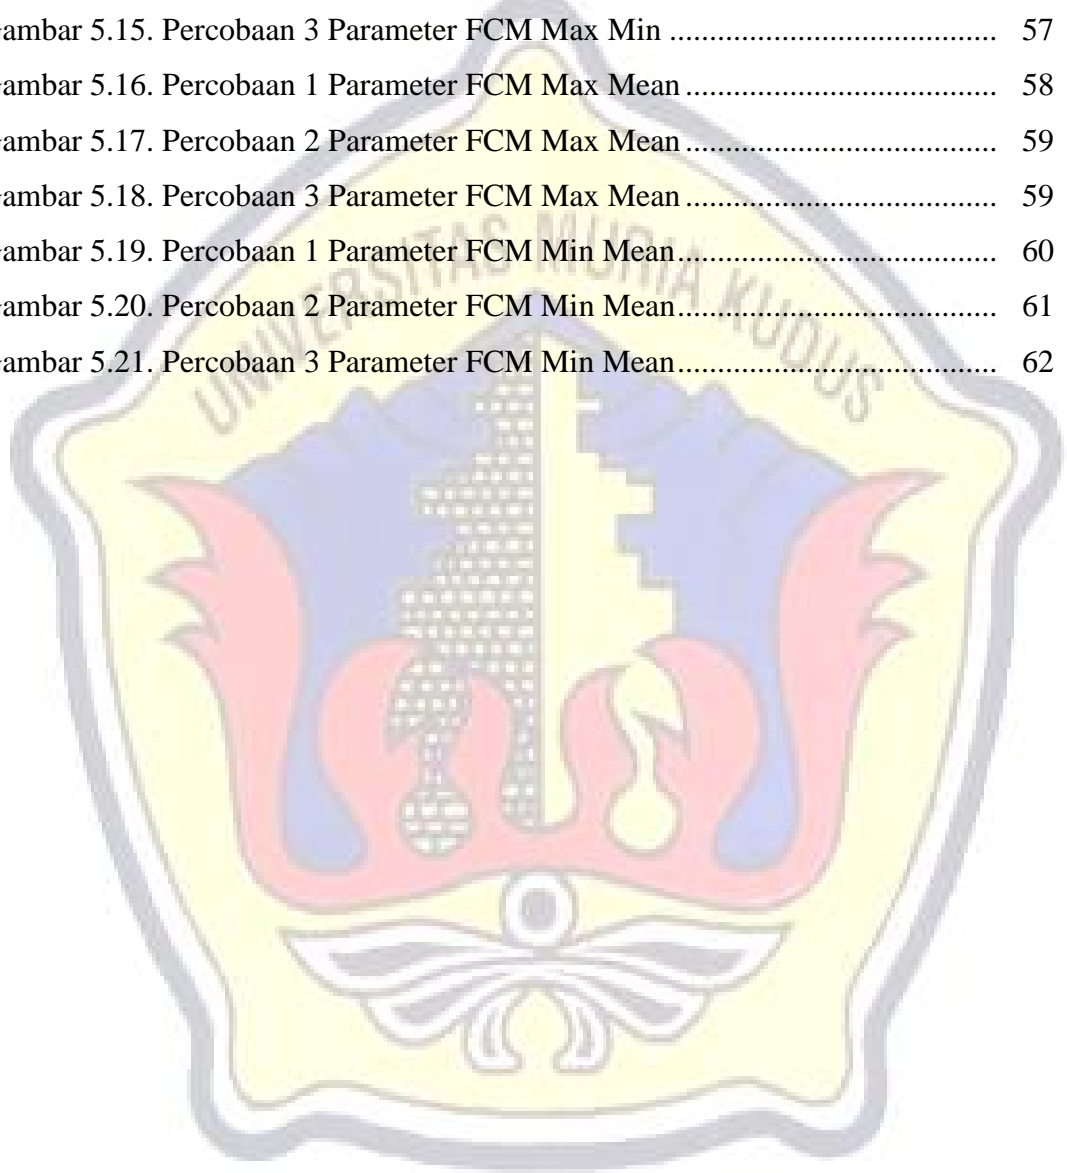 ambar 5.15. Percobaan 3 Parameter FCM Max Min ................................... 57
ambar 5.16. Percobaan 1 Parameter FCM Max Mean ................................. 58
ambar 5.17. Percobaan 2 Parameter FCM Max Mean ................................. 59
ambar 5.18. Percobaan 3 Parameter FCM Max Mean ................................. 59
ambar 5.19. Percobaan 1 Parameter FCM Min Mean.................................. 60
ambar 5.20. Percobaan 2 Parameter FCM Min Mean.................................. 61
ambar 5.21. Percobaan 3 Parameter FCM Min Mean.................................. 62
UNIVERSITAS MURIA KUDUS